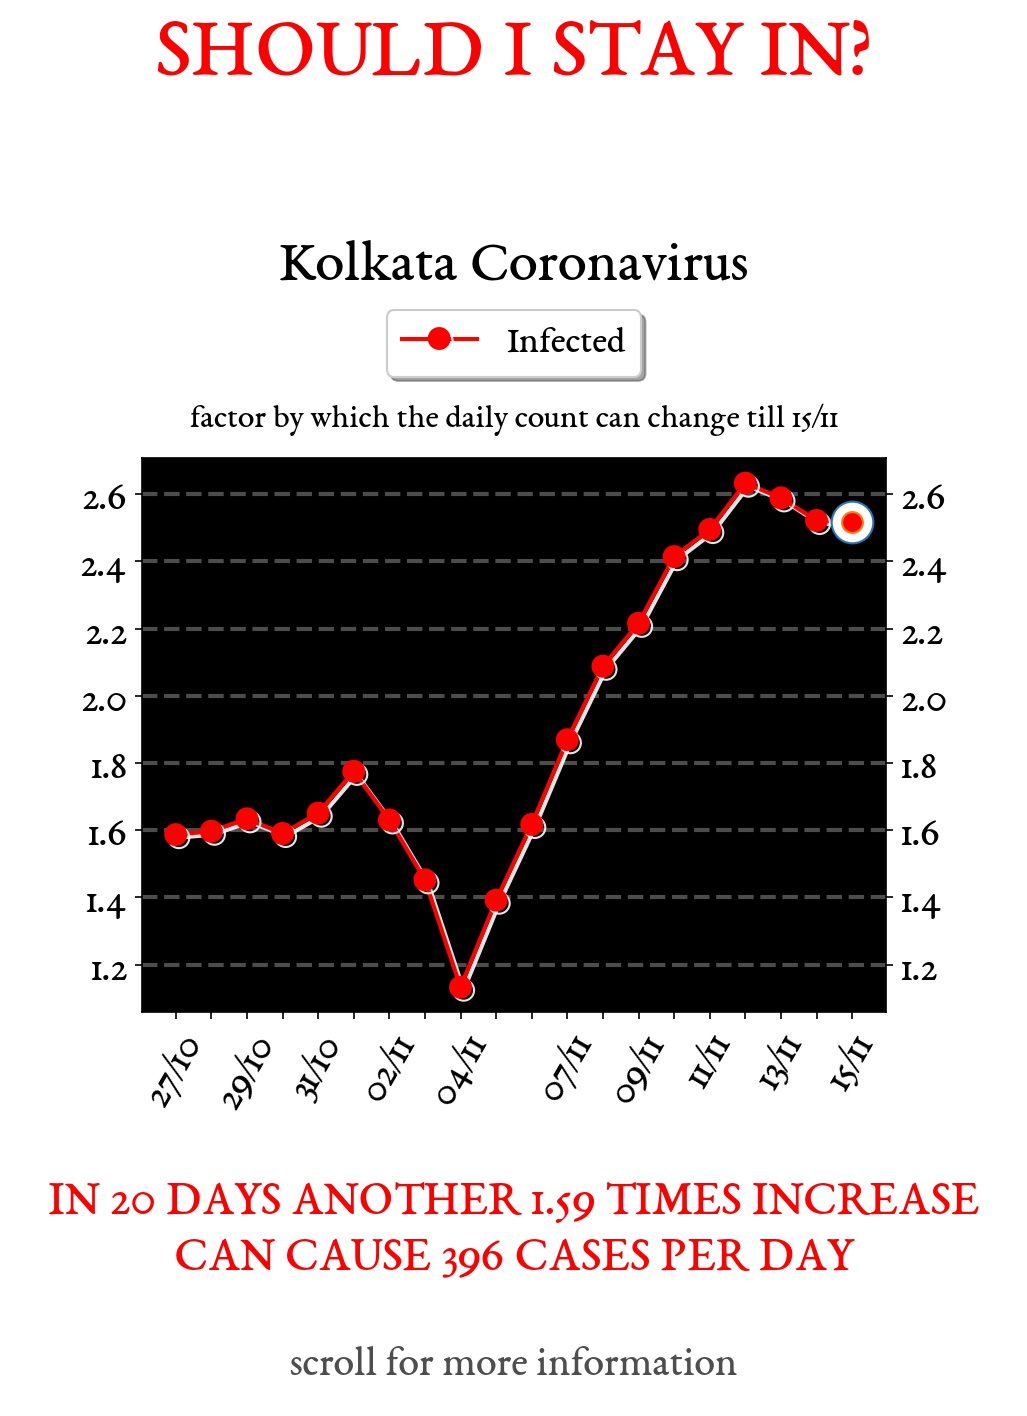 SHOULD I STAY IN?
Kolkata Coronavirus
Infected
factor by which the daily count can change till 15/11
2.6 2.6
2.4 2.4
2.2 2.2
2.0 2.0
1.8 1.8
1.6 1.6
1.4 1.4
1.2 1.2
27/10 29/10 31/10 02/11 04/11 07/11 09/11 11/11 13/11 15/11
IN 20 DAYS ANOTHER 1.59 TIMES INCREASE
CAN CAUSE 396 CASES PER DAY
scroll for more information